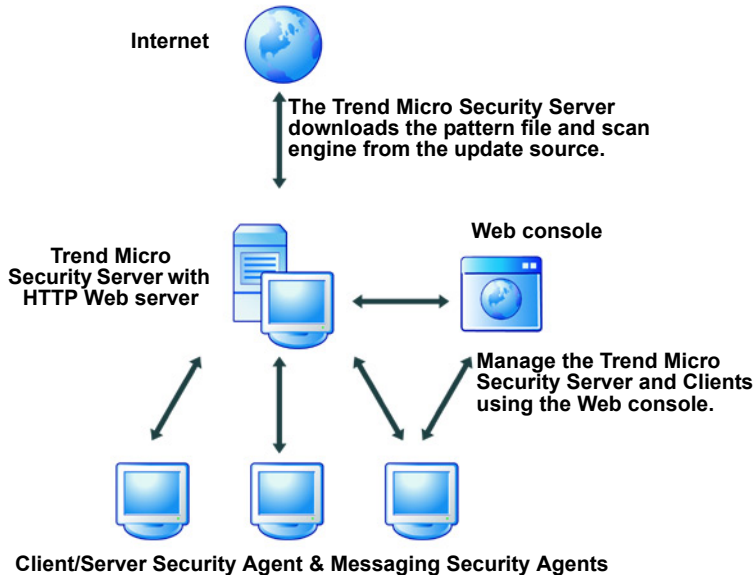 Internet
The Trend Micro Security Server
downloads the pattern file and scan
engine from the update source.
Web console
Trend Micro
Security Server with
HTTP Web server
Manage the Trend Micro
Security Server and Clients
using the Web console.
Client/Server Security Agent & Messaging Security Agents